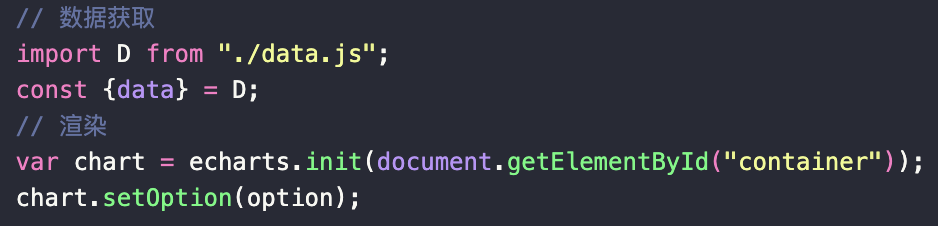 // 数据获取
import D from "./data.js";
const {data} = D;
// 渲染
var chart = echarts.init(document.getElementById("container"));
chart.setOption(option);